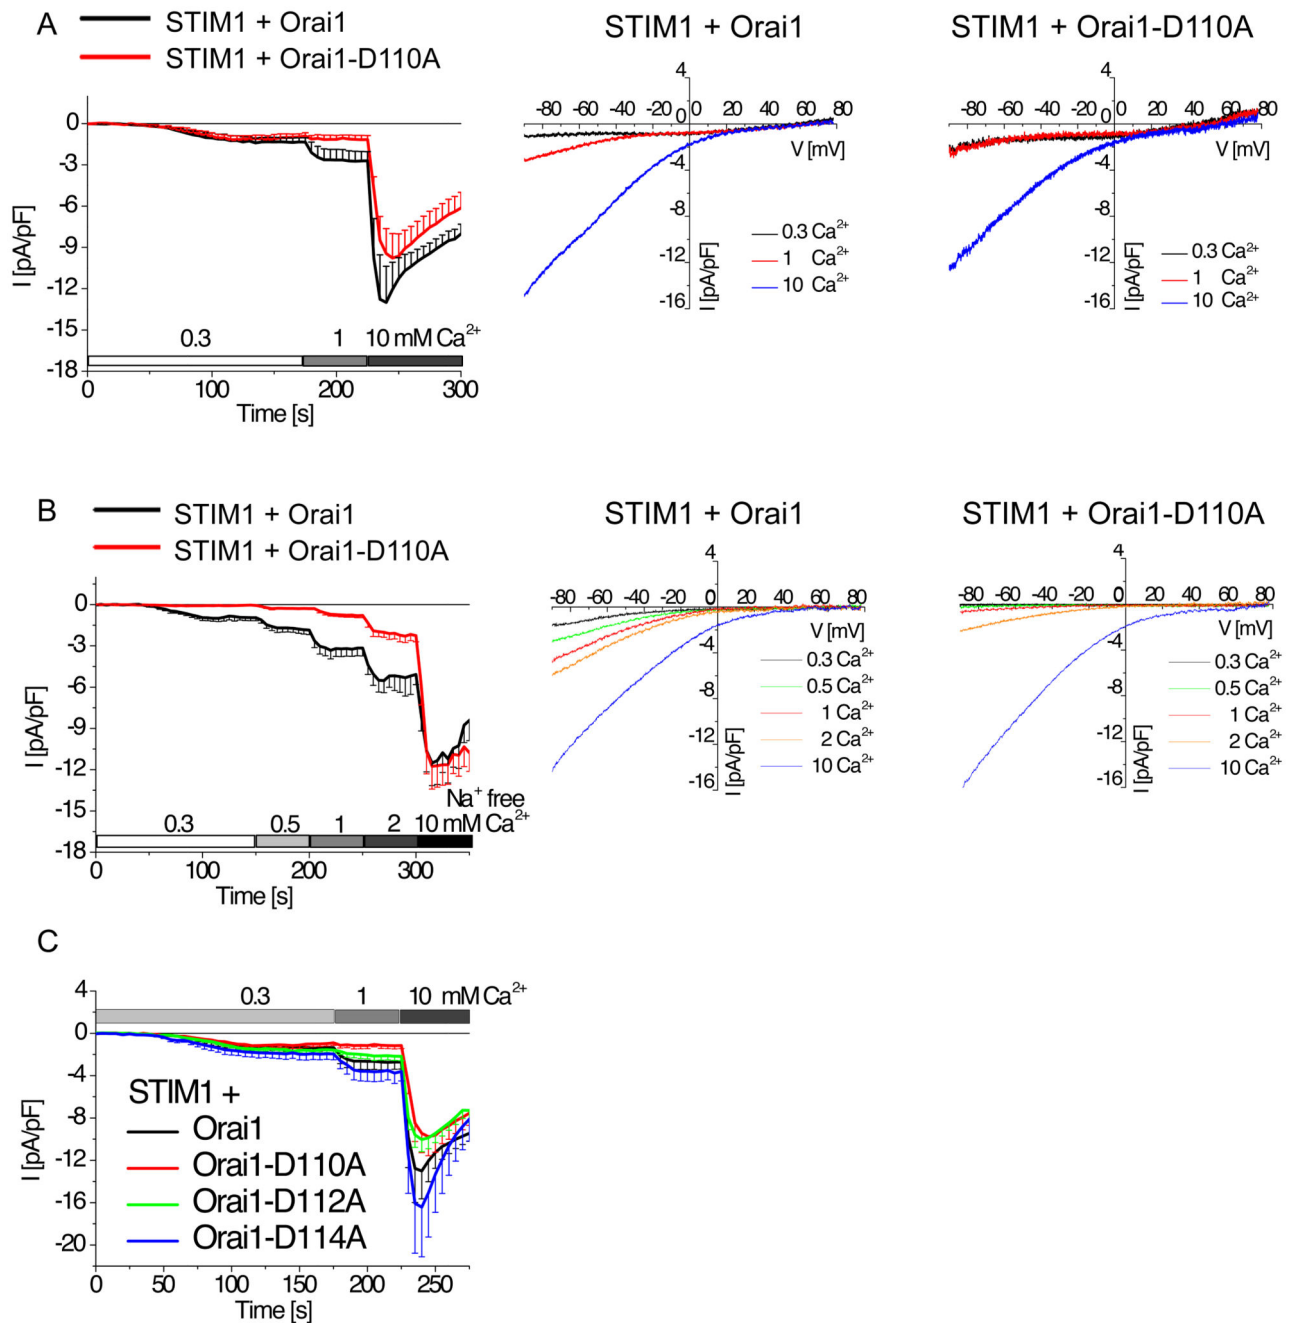 A
STIM1 + Orai1
STIM1 + Orai1-D110A
0
-3
-6
-9
-12
-15
-18
I [pA/pF]
0.3
1
10 mM Ca²⁺
0
100
200
300
Time [s]
STIM1 + Orai1
4
-80
-60
-40
-20
0
20
40
60
80
V [mV]
-4
-8
-12
-16
I [pA/pF]
0.3 Ca²⁺
1 Ca²⁺
10 Ca²⁺
STIM1 + Orai1-D110A
4
-80
-60
-40
-20
0
20
40
60
80
V [mV]
-4
-8
-12
-16
I [pA/pF]
0.3 Ca²⁺
1 Ca²⁺
10 Ca²⁺
B
STIM1 + Orai1
STIM1 + Orai1-D110A
0
-3
-6
-9
-12
-15
-18
I [pA/pF]
Na⁺ free
0.3
0.5
1
2
10 mM Ca²⁺
0
100
200
300
Time [s]
STIM1 + Orai1
4
-80
-60
-40
-20
0
20
40
60
80
V [mV]
-4
-8
-12
-16
I [pA/pF]
0.3 Ca²⁺
0.5 Ca²⁺
1 Ca²⁺
2 Ca²⁺
10 Ca²⁺
STIM1 + Orai1-D110A
4
-80
-60
-40
-20
0
20
40
60
80
V [mV]
-4
-8
-12
-16
I [pA/pF]
0.3 Ca²⁺
0.5 Ca²⁺
1 Ca²⁺
2 Ca²⁺
10 Ca²⁺
C
4
0
-4
-8
-12
-16
-20
I [pA/pF]
0.3
1
10 mM Ca²⁺
STIM1 +
Orai1
Orai1-D110A
Orai1-D112A
Orai1-D114A
0
50
100
150
200
250
Time [s]